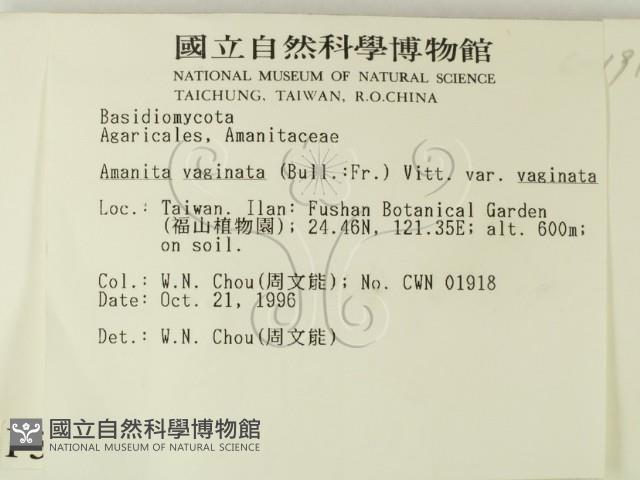 國立自然科學博物館
NATIONAL MUSEUM OF NATURAL SCIENCE
TAICHUNG, TAIWAN, R.O.CHINA
Basidiomycota
Agaricales, Amanitaceae
Amanita vaginata (Bull.:Fr.) Vitt. var. vaginata
Loc.: Taiwan. Ilan: Fushan Botanical Garden
(福山植物園); 24.46N, 121.35E; alt. 600m;
on soil.
Col.: W.N. Chou(周文能); No. CWN 01918
Date: Oct. 21, 1996
Det.: W.N. Chou(周文能)
國立自然科學博物館
NATIONAL MUSEUM OF NATURAL SCIENCE